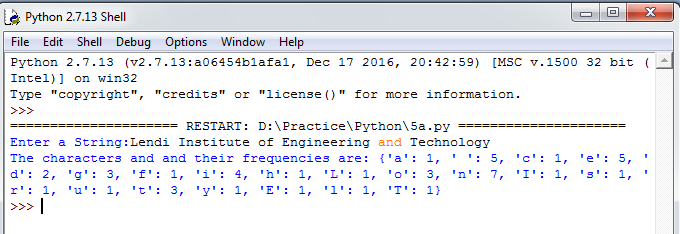 Python 2.7.13 Shell
File Edit Shell Debug Options Window Help
Python 2.7.13 (v2.7.13:a06454b1afa1, Dec 17 2016, 20:42:59) [MSC v.1500 32 bit (
Intel)] on win32
Type "copyright", "credits" or "license()" for more information.
>>>
===================== RESTART: D:\Practice\Python\5a.py =====================
Enter a String:Lendi Institute of Engineering and Technology
The characters and and their frequencies are: {'a': 1, ' ': 5, 'c': 1, 'e': 5, '
d': 2, 'g': 3, 'f': 1, 'i': 4, 'h': 1, 'L': 1, 'o': 3, 'n': 7, 'I': 1, 's': 1, '
r': 1, 'u': 1, 't': 3, 'y': 1, 'E': 1, 'l': 1, 'T': 1}
>>>